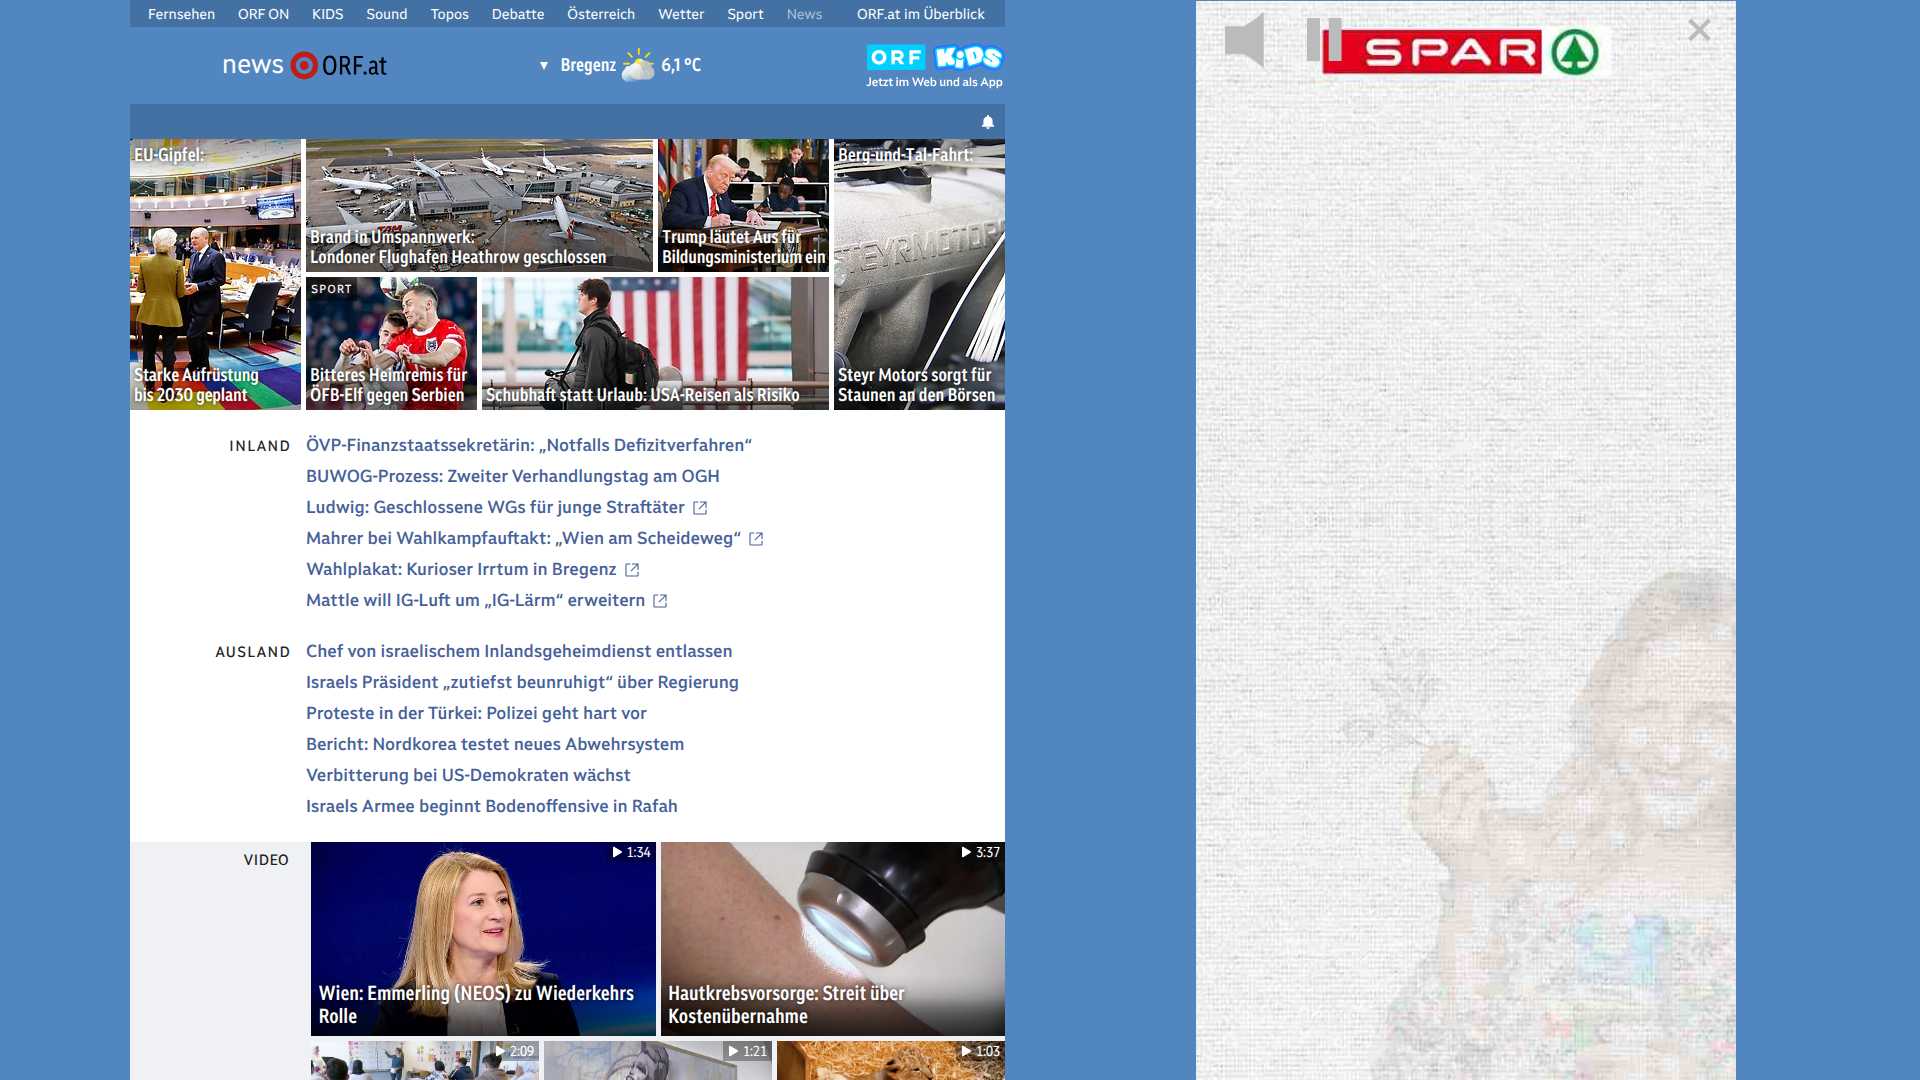 Fernsehen ORF ON KIDS Sound Topos Debatte Österreich Wetter Sport News ORF.at im Überblick
news ORF.at
▼ Bregenz 6,1 °C
ORF KiDS
Jetzt im Web und als App
EU-Gipfel:
Starke Aufrüstung
bis 2030 geplant
Brand in Umspannwerk:
Londoner Flughafen Heathrow geschlossen
Trump läutet Aus für
Bildungsministerium ein
Berg-und-Tal-Fahrt:
STEYRMOTORS
Steyr Motors sorgt für
Staunen an den Börsen
SPORT
Bitteres Heimremis für
ÖFB-Elf gegen Serbien
Schubhaft statt Urlaub: USA-Reisen als Risiko
INLAND
ÖVP-Finanzstaatssekretärin: „Notfalls Defizitverfahren“
BUWOG-Prozess: Zweiter Verhandlungstag am OGH
Ludwig: Geschlossene WGs für junge Straftäter
Mahrer bei Wahlkampfauftakt: „Wien am Scheideweg“
Wahlplakat: Kurioser Irrtum in Bregenz
Mattle will IG-Luft um „IG-Lärm“ erweitern
AUSLAND
Chef von israelischem Inlandsgeheimdienst entlassen
Israels Präsident „zutiefst beunruhigt“ über Regierung
Proteste in der Türkei: Polizei geht hart vor
Bericht: Nordkorea testet neues Abwehrsystem
Verbitterung bei US-Demokraten wächst
Israels Armee beginnt Bodenoffensive in Rafah
VIDEO
1:34
Wien: Emmerling (NEOS) zu Wiederkehrs
Rolle
3:37
Hautkrebsvorsorge: Streit über
Kostenübernahme
2:09
1:21
1:03
SPAR